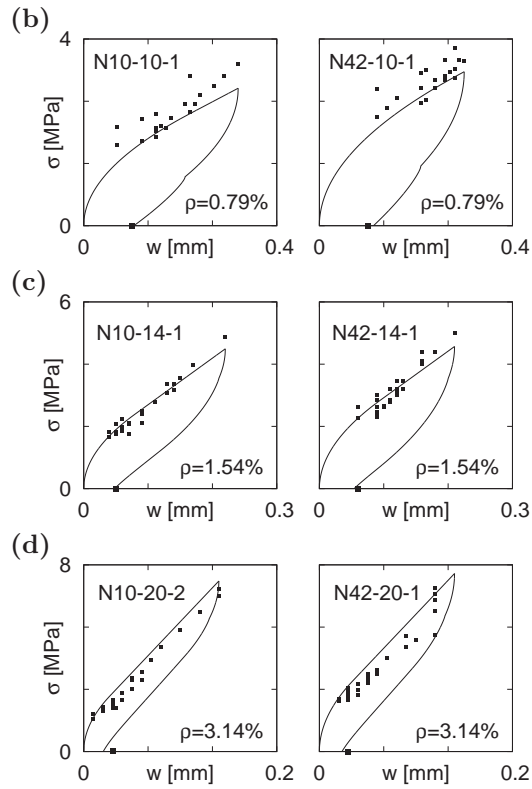 (b)
4
σ [MPa]
N10-10-1
N42-10-1
ρ=0.79%
ρ=0.79%
0
0
w [mm]
0.4
0
w [mm]
0.4
(c)
6
σ [MPa]
N10-14-1
N42-14-1
ρ=1.54%
ρ=1.54%
0
0
w [mm]
0.3
0
w [mm]
0.3
(d)
8
σ [MPa]
N10-20-2
N42-20-1
ρ=3.14%
ρ=3.14%
0
0
w [mm]
0.2
0
w [mm]
0.2